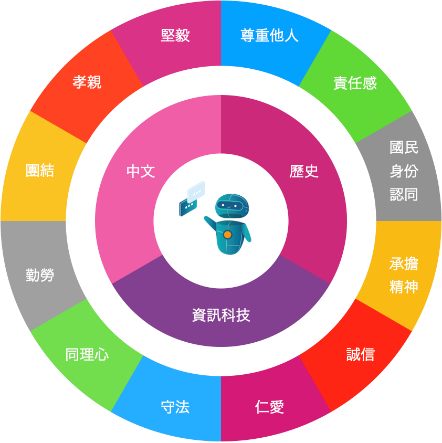 堅毅
尊重他人
孝親
責任感
國民
身份
認同
團結
中文
歷史
承擔
精神
勤勞
資訊科技
同理心
誠信
守法
仁愛